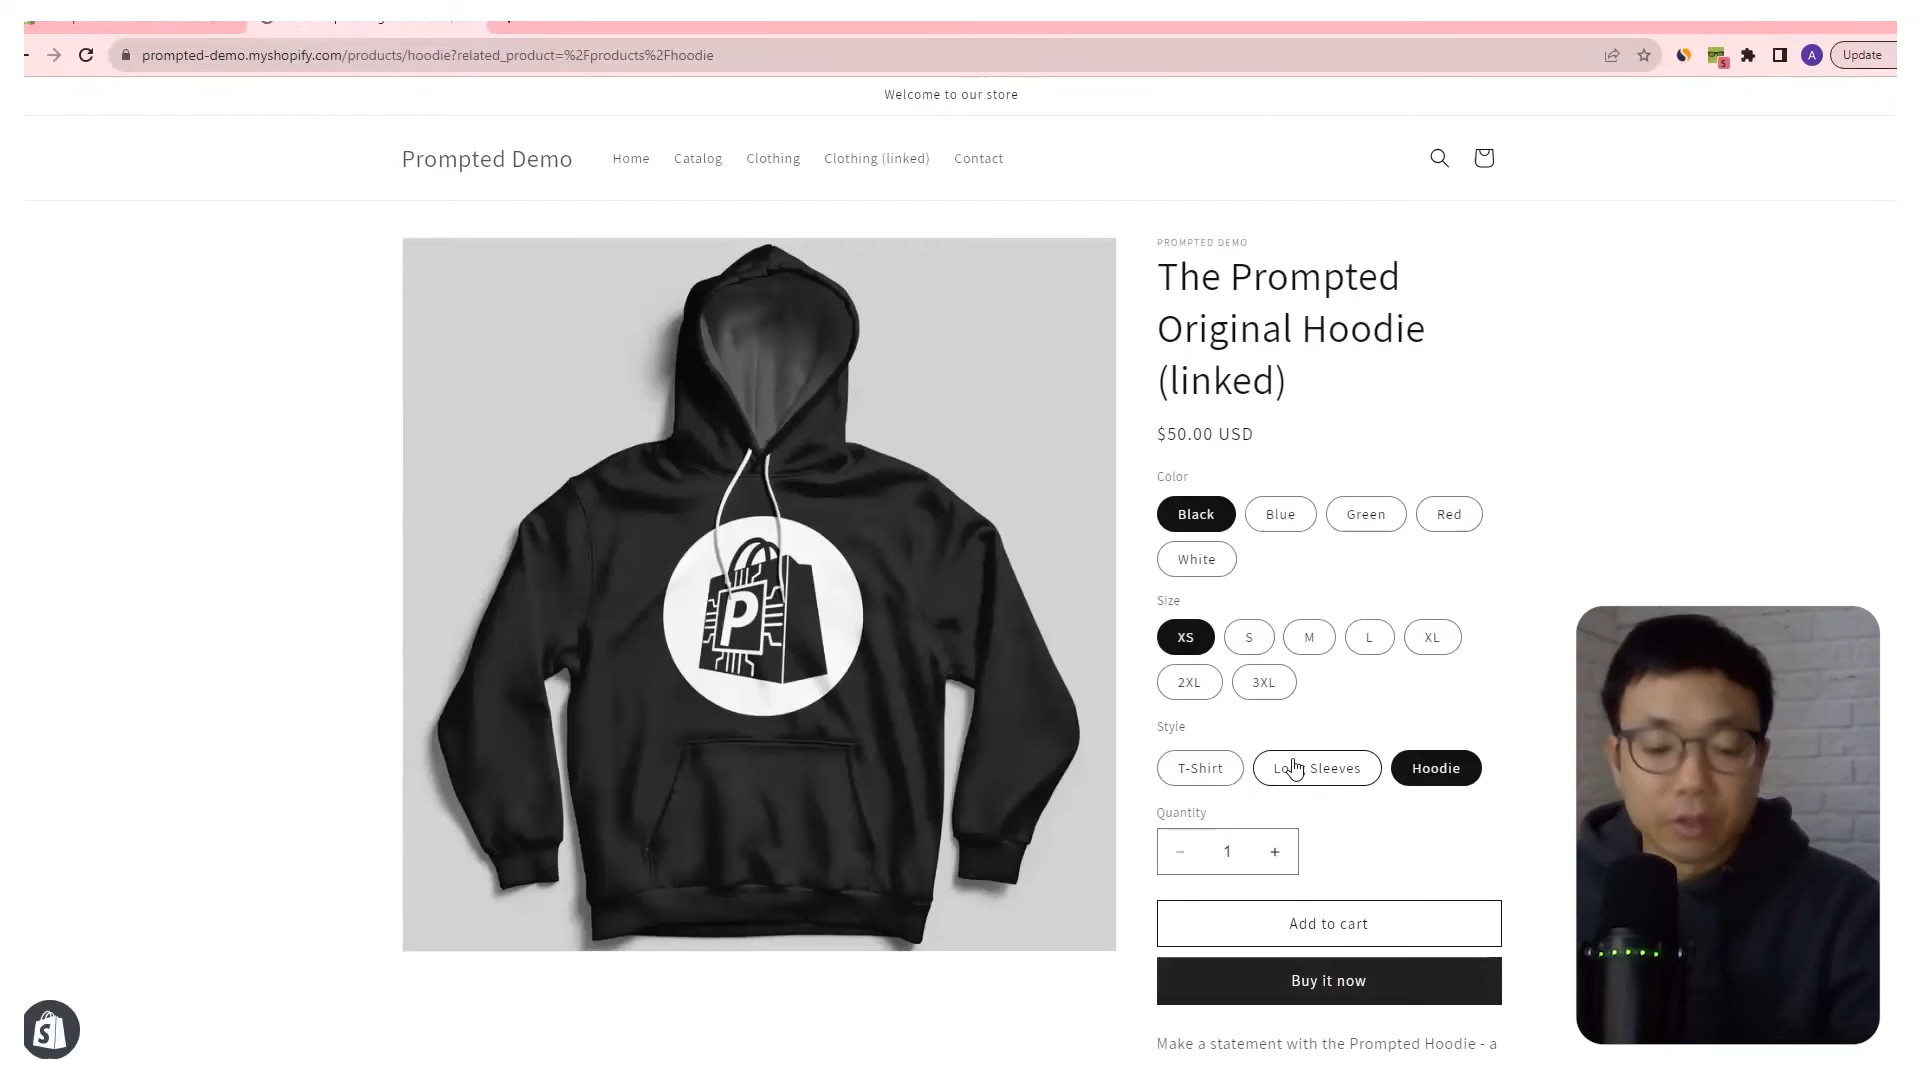 prompted-demo.myshopify.com/products/hoodie?related_product=%2Fproducts%2Fhoodie
S
A
Update
Welcome to our store
Prompted Demo
Home Catalog Clothing Clothing (linked) Contact
PROMPTED DEMO
The Prompted
Original Hoodie
(linked)
$50.00 USD
Color
Black Blue Green Red
White
Size
XS S M L XL
2XL 3XL
Style
T-Shirt Long Sleeves Hoodie
Quantity
− 1 +
Add to cart
Buy it now
Make a statement with the Prompted Hoodie - a
P
S